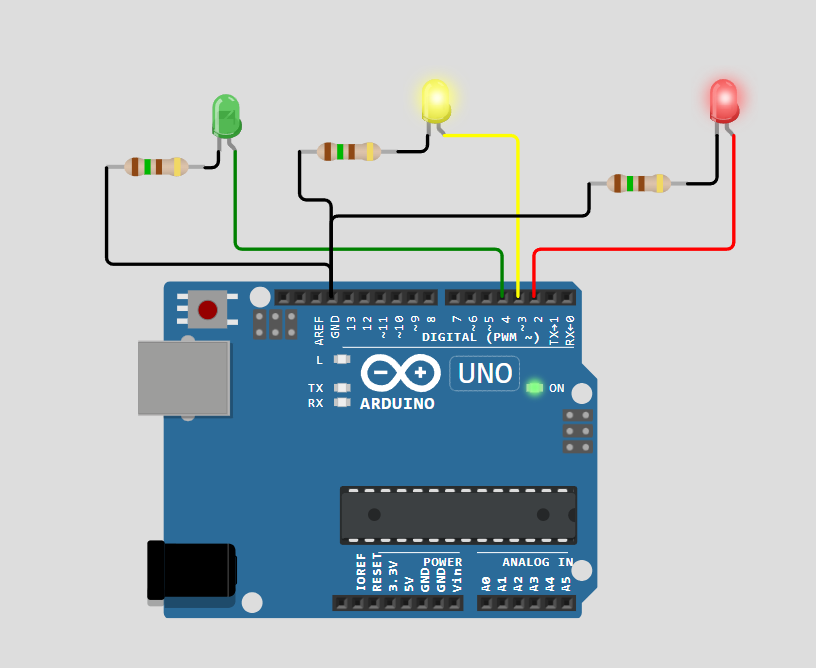 AREF
GND
13
12
~11
~10
~9
8
7
~6
~5
4
~3
2
TX→1
RX←0
DIGITAL (PWM ~)
L
TX
RX
UNO
ON
ARDUINO
IOREF
RESET
3.3V
5V
GND
GND
Vin
POWER
ANALOG IN
A0
A1
A2
A3
A4
A5